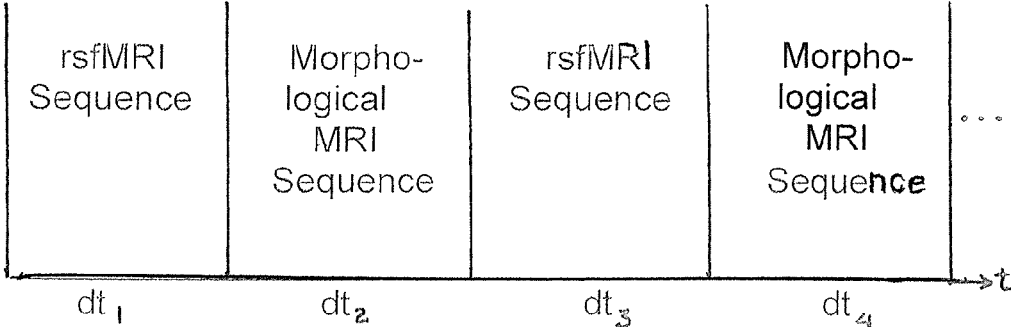 rsfMRI
Sequence
Morpho-
logical
MRI
Sequence
rsfMRI
Sequence
Morpho-
logical
MRI
Sequence
...
t
dt1
dt2
dt3
dt4